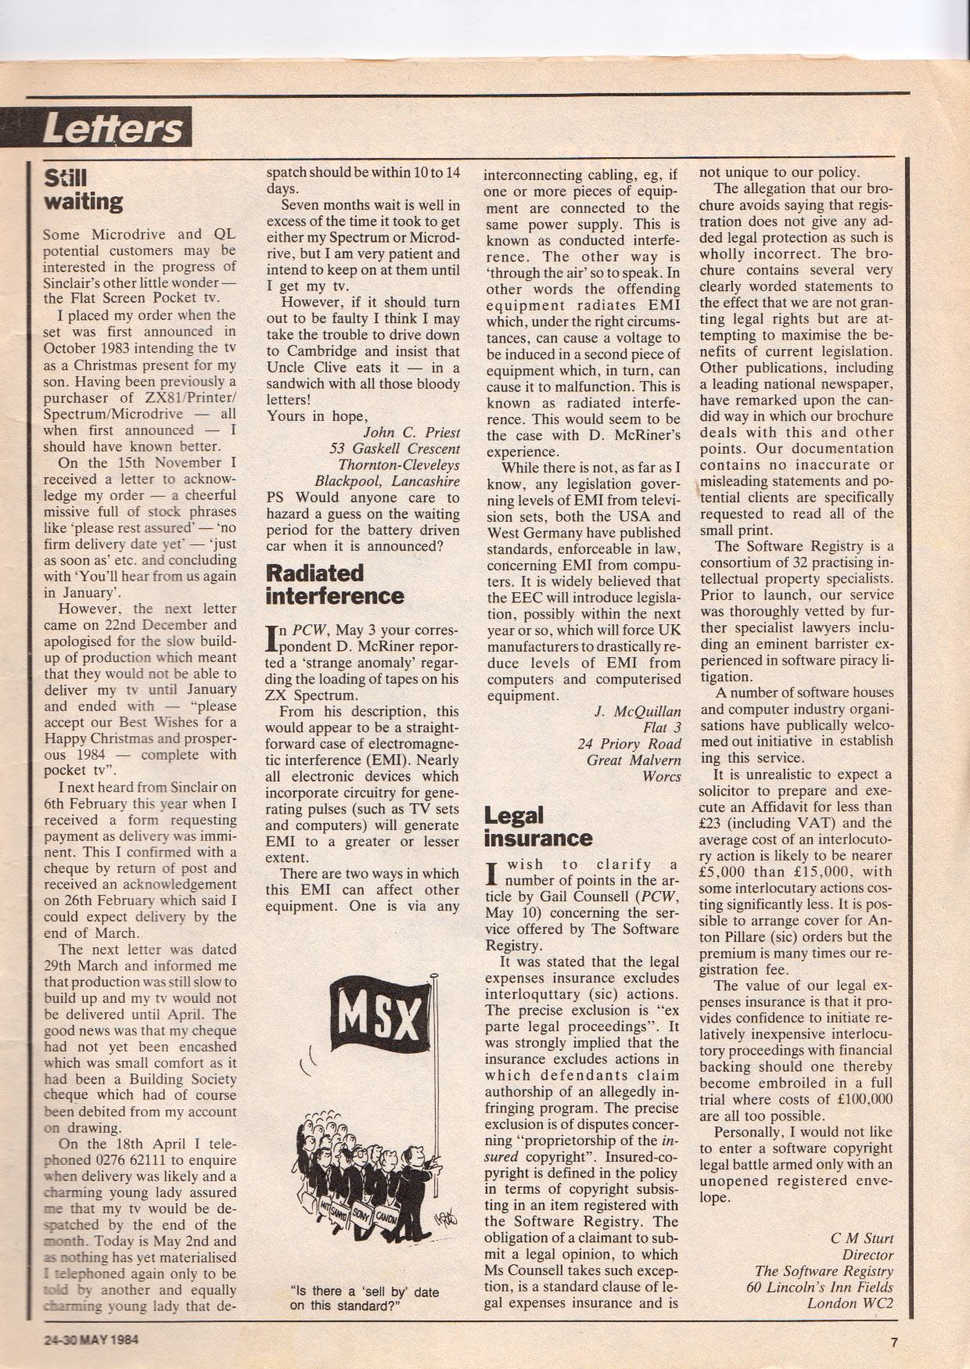 Letters
Still
waiting
Some Microdrive and QL
potential customers may be
interested in the progress of
Sinclair's other little wonder —
the Flat Screen Pocket tv.
I placed my order when the
set was first announced in
October 1983 intending the tv
as a Christmas present for my
son. Having been previously a
purchaser of ZX81/Printer/
Spectrum/Microdrive — all
when first announced — I
should have known better.
On the 15th November I
received a letter to acknow-
ledge my order — a cheerful
missive full of stock phrases
like 'please rest assured' — 'no
firm delivery date yet' — 'just
as soon as' etc. and concluding
with 'You'll hear from us again
in January'.
However, the next letter
came on 22nd December and
apologised for the slow build-
up of production which meant
that they would not be able to
deliver my tv until January
and ended with — "please
accept our Best Wishes for a
Happy Christmas and prosper-
ous 1984 — complete with
pocket tv".
I next heard from Sinclair on
6th February this year when I
received a form requesting
payment as delivery was immi-
nent. This I confirmed with a
cheque by return of post and
received an acknowledgement
on 26th February which said I
could expect delivery by the
end of March.
The next letter was dated
29th March and informed me
that production was still slow to
build up and my tv would not
be delivered until April. The
good news was that my cheque
had not yet been encashed
which was small comfort as it
had been a Building Society
cheque which had of course
been debited from my account
on drawing.
On the 18th April I tele-
phoned 0276 62111 to enquire
when delivery was likely and a
charming young lady assured
me that my tv would be de-
spatched by the end of the
month. Today is May 2nd and
as nothing has yet materialised
I telephoned again only to be
told by another and equally
charming young lady that de-
spatch should be within 10 to 14
days.
Seven months wait is well in
excess of the time it took to get
either my Spectrum or Microd-
rive, but I am very patient and
intend to keep on at them until
I get my tv.
However, if it should turn
out to be faulty I think I may
take the trouble to drive down
to Cambridge and insist that
Uncle Clive eats it — in a
sandwich with all those bloody
letters!
Yours in hope,
John C. Priest
53 Gaskell Crescent
Thornton-Cleveleys
Blackpool, Lancashire
PS Would anyone care to
hazard a guess on the waiting
period for the battery driven
car when it is announced?
Radiated
interference
In PCW, May 3 your corres-
pondent D. McRiner repor-
ted a 'strange anomaly' regar-
ding the loading of tapes on his
ZX Spectrum.
From his description, this
would appear to be a straight-
forward case of electromagne-
tic interference (EMI). Nearly
all electronic devices which
incorporate circuitry for gene-
rating pulses (such as TV sets
and computers) will generate
EMI to a greater or lesser
extent.
There are two ways in which
this EMI can affect other
equipment. One is via any
MSX
SONY
CANON
"Is there a 'sell by' date
on this standard?"
interconnecting cabling, eg, if
one or more pieces of equip-
ment are connected to the
same power supply. This is
known as conducted interfe-
rence. The other way is
'through the air' so to speak. In
other words the offending
equipment radiates EMI
which, under the right circums-
tances, can cause a voltage to
be induced in a second piece of
equipment which, in turn, can
cause it to malfunction. This is
known as radiated interfe-
rence. This would seem to be
the case with D. McRiner's
experience.
While there is not, as far as I
know, any legislation gover-
ning levels of EMI from televi-
sion sets, both the USA and
West Germany have published
standards, enforceable in law,
concerning EMI from compu-
ters. It is widely believed that
the EEC will introduce legisla-
tion, possibly within the next
year or so, which will force UK
manufacturers to drastically re-
duce levels of EMI from
computers and computerised
equipment.
J. McQuillan
Flat 3
24 Priory Road
Great Malvern
Worcs
Legal
insurance
I wish to clarify a
number of points in the ar-
ticle by Gail Counsell (PCW,
May 10) concerning the ser-
vice offered by The Software
Registry.
It was stated that the legal
expenses insurance excludes
interloquttary (sic) actions.
The precise exclusion is "ex
parte legal proceedings". It
was strongly implied that the
insurance excludes actions in
which defendants claim
authorship of an allegedly in-
fringing program. The precise
exclusion is of disputes concer-
ning "proprietorship of the in-
sured copyright". Insured-co-
pyright is defined in the policy
in terms of copyright subsis-
ting in an item registered with
the Software Registry. The
obligation of a claimant to sub-
mit a legal opinion, to which
Ms Counsell takes such excep-
tion, is a standard clause of le-
gal expenses insurance and is
not unique to our policy.
The allegation that our bro-
chure avoids saying that regis-
tration does not give any ad-
ded legal protection as such is
wholly incorrect. The bro-
chure contains several very
clearly worded statements to
the effect that we are not gran-
ting legal rights but are at-
tempting to maximise the be-
nefits of current legislation.
Other publications, including
a leading national newspaper,
have remarked upon the can-
did way in which our brochure
deals with this and other
points. Our documentation
contains no inaccurate or
misleading statements and po-
tential clients are specifically
requested to read all of the
small print.
The Software Registry is a
consortium of 32 practising in-
tellectual property specialists.
Prior to launch, our service
was thoroughly vetted by fur-
ther specialist lawyers inclu-
ding an eminent barrister ex-
perienced in software piracy li-
tigation.
A number of software houses
and computer industry organi-
sations have publically welco-
med out initiative in establish
ing this service.
It is unrealistic to expect a
solicitor to prepare and exe-
cute an Affidavit for less than
£23 (including VAT) and the
average cost of an interlocuto-
ry action is likely to be nearer
£5,000 than £15,000, with
some interlocutary actions cos-
ting significantly less. It is pos-
sible to arrange cover for An-
ton Pillare (sic) orders but the
premium is many times our re-
gistration fee.
The value of our legal ex-
penses insurance is that it pro-
vides confidence to initiate re-
latively inexpensive interlocu-
tory proceedings with financial
backing should one thereby
become embroiled in a full
trial where costs of £100,000
are all too possible.
Personally, I would not like
to enter a software copyright
legal battle armed only with an
unopened registered enve-
lope.
C M Sturt
Director
The Software Registry
60 Lincoln's Inn Fields
London WC2
24-30 MAY 1984
7